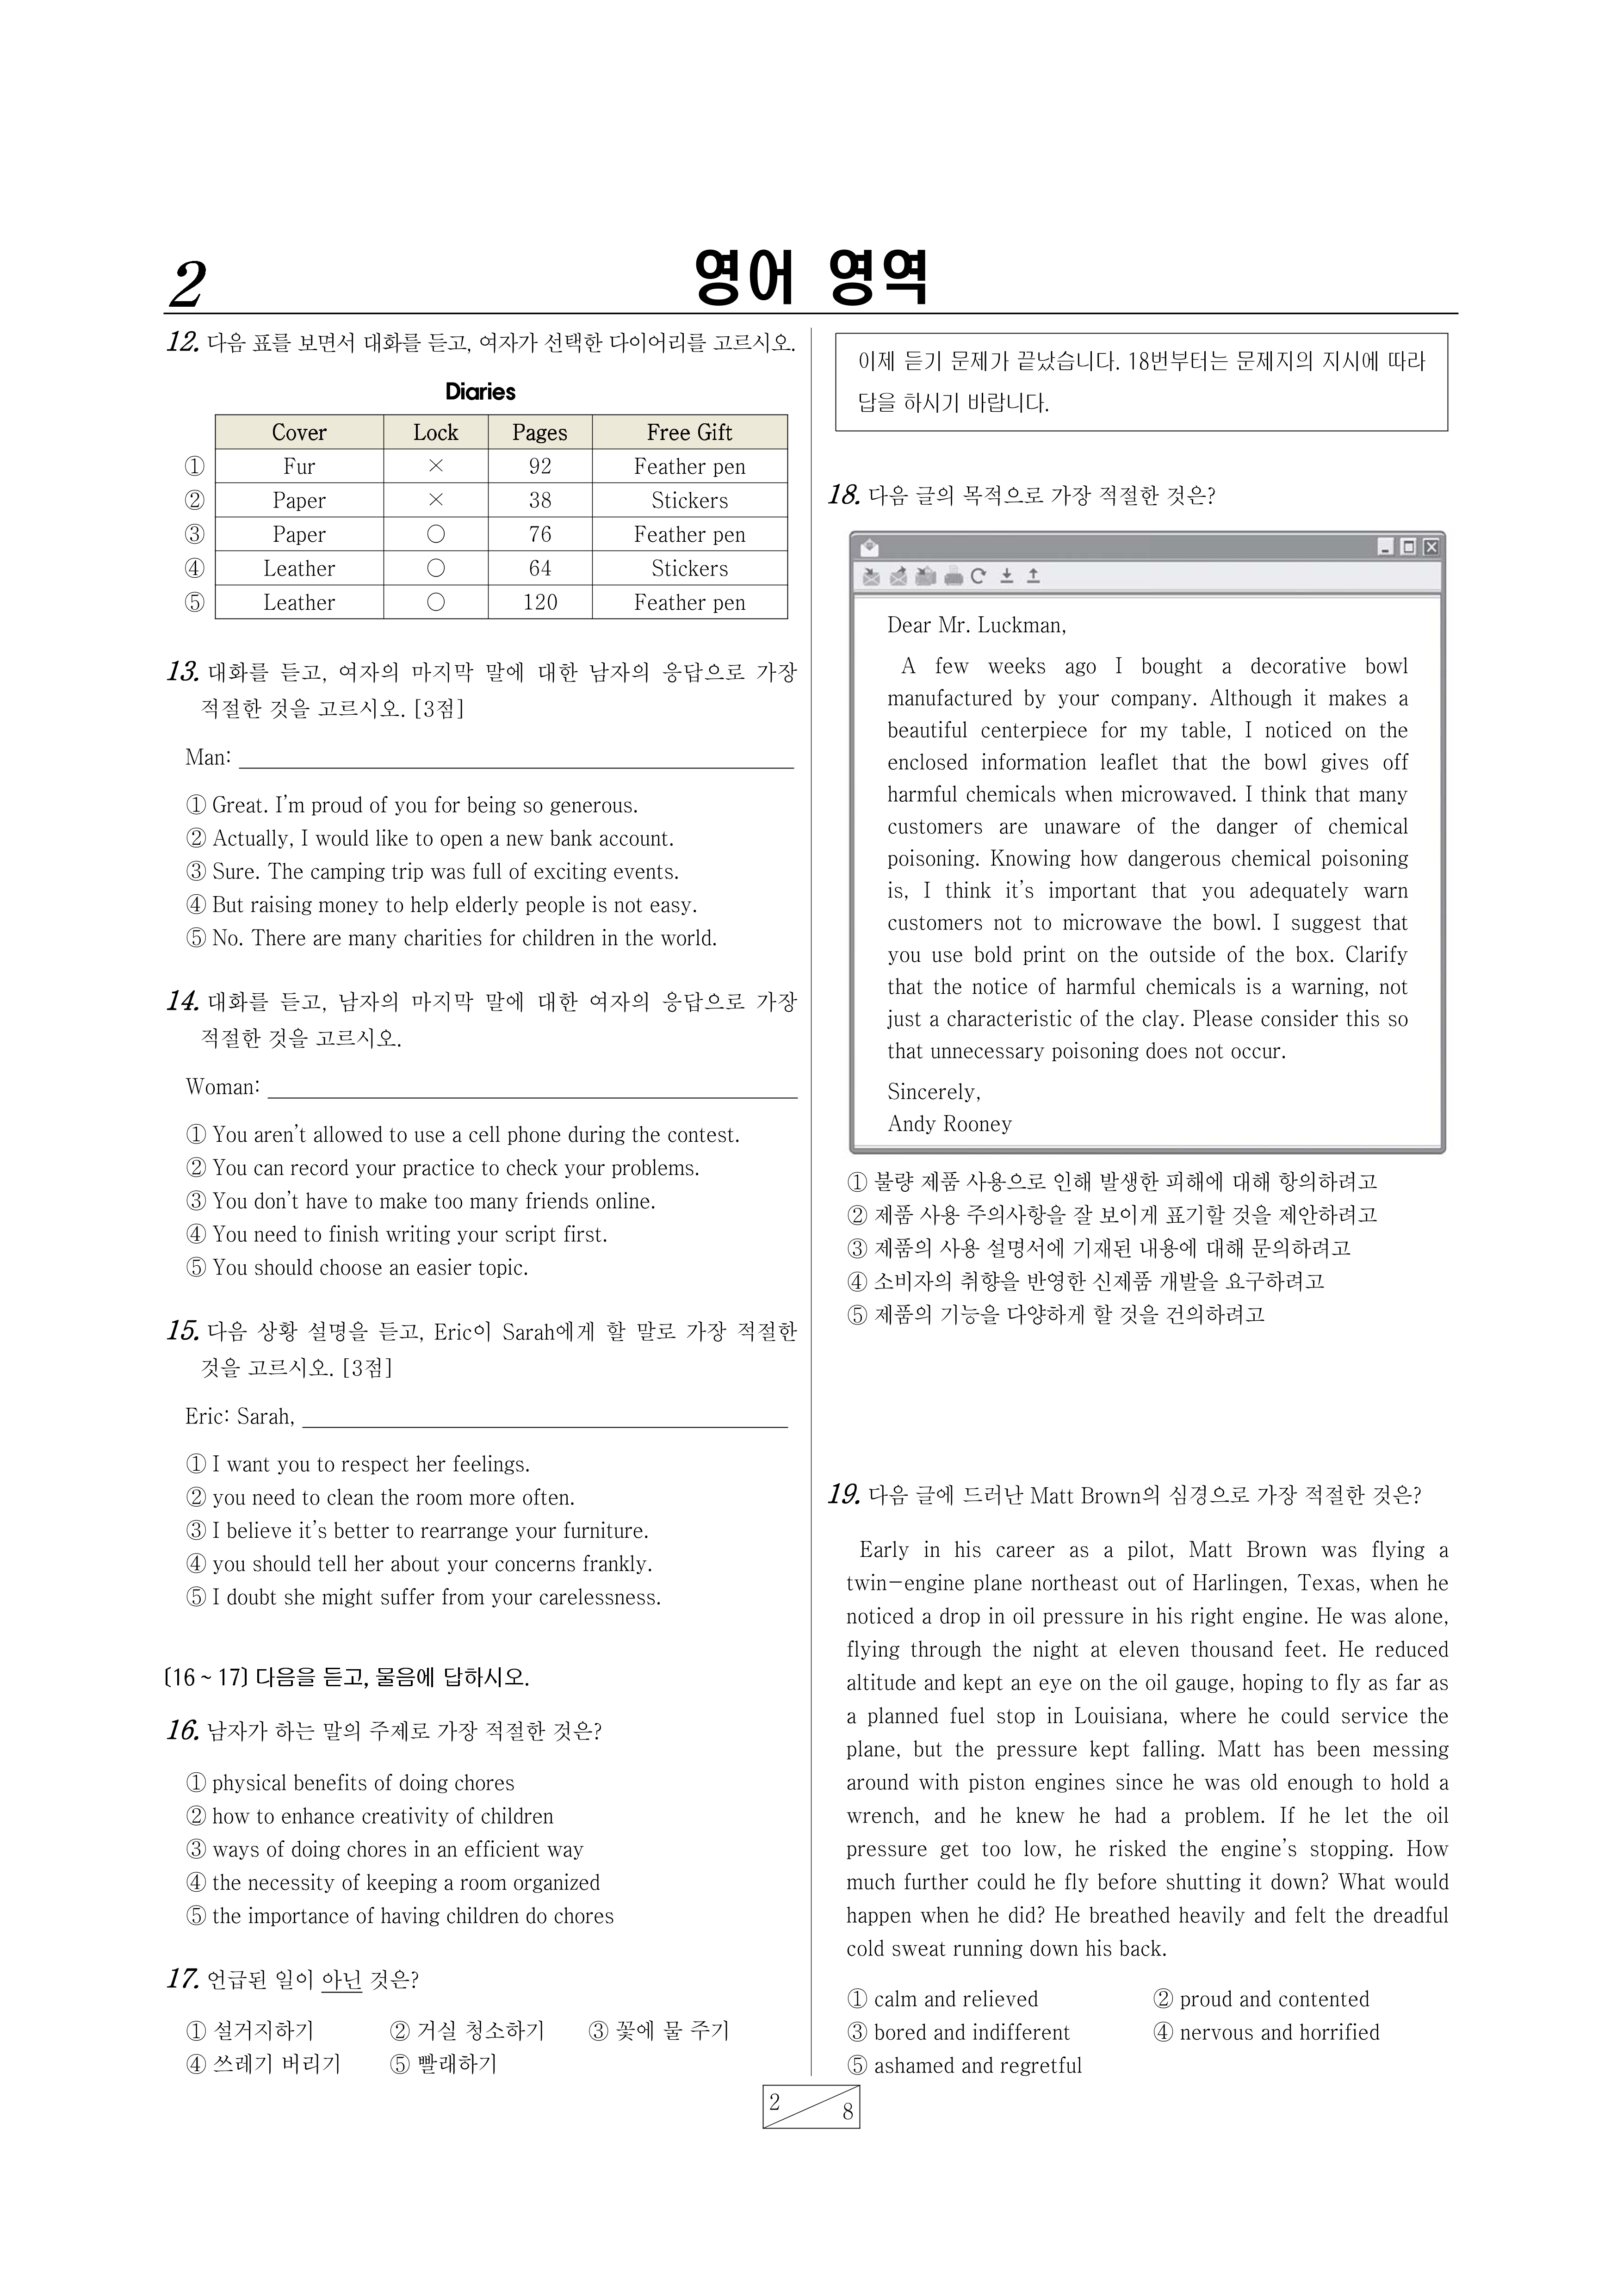 2
영어 영역
12. 다음 표를 보면서 대화를 듣고, 여자가 선택한 다이어리를 고르시오.
Diaries
Cover Lock Pages Free Gift
① Fur × 92 Feather pen
② Paper × 38 Stickers
③ Paper ○ 76 Feather pen
④ Leather ○ 64 Stickers
⑤ Leather ○ 120 Feather pen
13. 대화를 듣고, 여자의 마지막 말에 대한 남자의 응답으로 가장
적절한 것을 고르시오. [3점]
Man:
① Great. I’m proud of you for being so generous.
② Actually, I would like to open a new bank account.
③ Sure. The camping trip was full of exciting events.
④ But raising money to help elderly people is not easy.
⑤ No. There are many charities for children in the world.
14. 대화를 듣고, 남자의 마지막 말에 대한 여자의 응답으로 가장
적절한 것을 고르시오.
Woman:
① You aren’t allowed to use a cell phone during the contest.
② You can record your practice to check your problems.
③ You don’t have to make too many friends online.
④ You need to finish writing your script first.
⑤ You should choose an easier topic.
15. 다음 상황 설명을 듣고, Eric이 Sarah에게 할 말로 가장 적절한
것을 고르시오. [3점]
Eric: Sarah,
① I want you to respect her feelings.
② you need to clean the room more often.
③ I believe it’s better to rearrange your furniture.
④ you should tell her about your concerns frankly.
⑤ I doubt she might suffer from your carelessness.
[16 ~ 17] 다음을 듣고, 물음에 답하시오.
16. 남자가 하는 말의 주제로 가장 적절한 것은?
① physical benefits of doing chores
② how to enhance creativity of children
③ ways of doing chores in an efficient way
④ the necessity of keeping a room organized
⑤ the importance of having children do chores
17. 언급된 일이 아닌 것은?
① 설거지하기 ② 거실 청소하기 ③ 꽃에 물 주기
④ 쓰레기 버리기 ⑤ 빨래하기
이제 듣기 문제가 끝났습니다. 18번부터는 문제지의 지시에 따라
답을 하시기 바랍니다.
18. 다음 글의 목적으로 가장 적절한 것은?
Dear Mr. Luckman,
A few weeks ago I bought a decorative bowl
manufactured by your company. Although it makes a
beautiful centerpiece for my table, I noticed on the
enclosed information leaflet that the bowl gives off
harmful chemicals when microwaved. I think that many
customers are unaware of the danger of chemical
poisoning. Knowing how dangerous chemical poisoning
is, I think it’s important that you adequately warn
customers not to microwave the bowl. I suggest that
you use bold print on the outside of the box. Clarify
that the notice of harmful chemicals is a warning, not
just a characteristic of the clay. Please consider this so
that unnecessary poisoning does not occur.
Sincerely,
Andy Rooney
① 불량 제품 사용으로 인해 발생한 피해에 대해 항의하려고
② 제품 사용 주의사항을 잘 보이게 표기할 것을 제안하려고
③ 제품의 사용 설명서에 기재된 내용에 대해 문의하려고
④ 소비자의 취향을 반영한 신제품 개발을 요구하려고
⑤ 제품의 기능을 다양하게 할 것을 건의하려고
19. 다음 글에 드러난 Matt Brown의 심경으로 가장 적절한 것은?
Early in his career as a pilot, Matt Brown was flying a
twin-engine plane northeast out of Harlingen, Texas, when he
noticed a drop in oil pressure in his right engine. He was alone,
flying through the night at eleven thousand feet. He reduced
altitude and kept an eye on the oil gauge, hoping to fly as far as
a planned fuel stop in Louisiana, where he could service the
plane, but the pressure kept falling. Matt has been messing
around with piston engines since he was old enough to hold a
wrench, and he knew he had a problem. If he let the oil
pressure get too low, he risked the engine’s stopping. How
much further could he fly before shutting it down? What would
happen when he did? He breathed heavily and felt the dreadful
cold sweat running down his back.
① calm and relieved ② proud and contented
③ bored and indifferent ④ nervous and horrified
⑤ ashamed and regretful
2
8